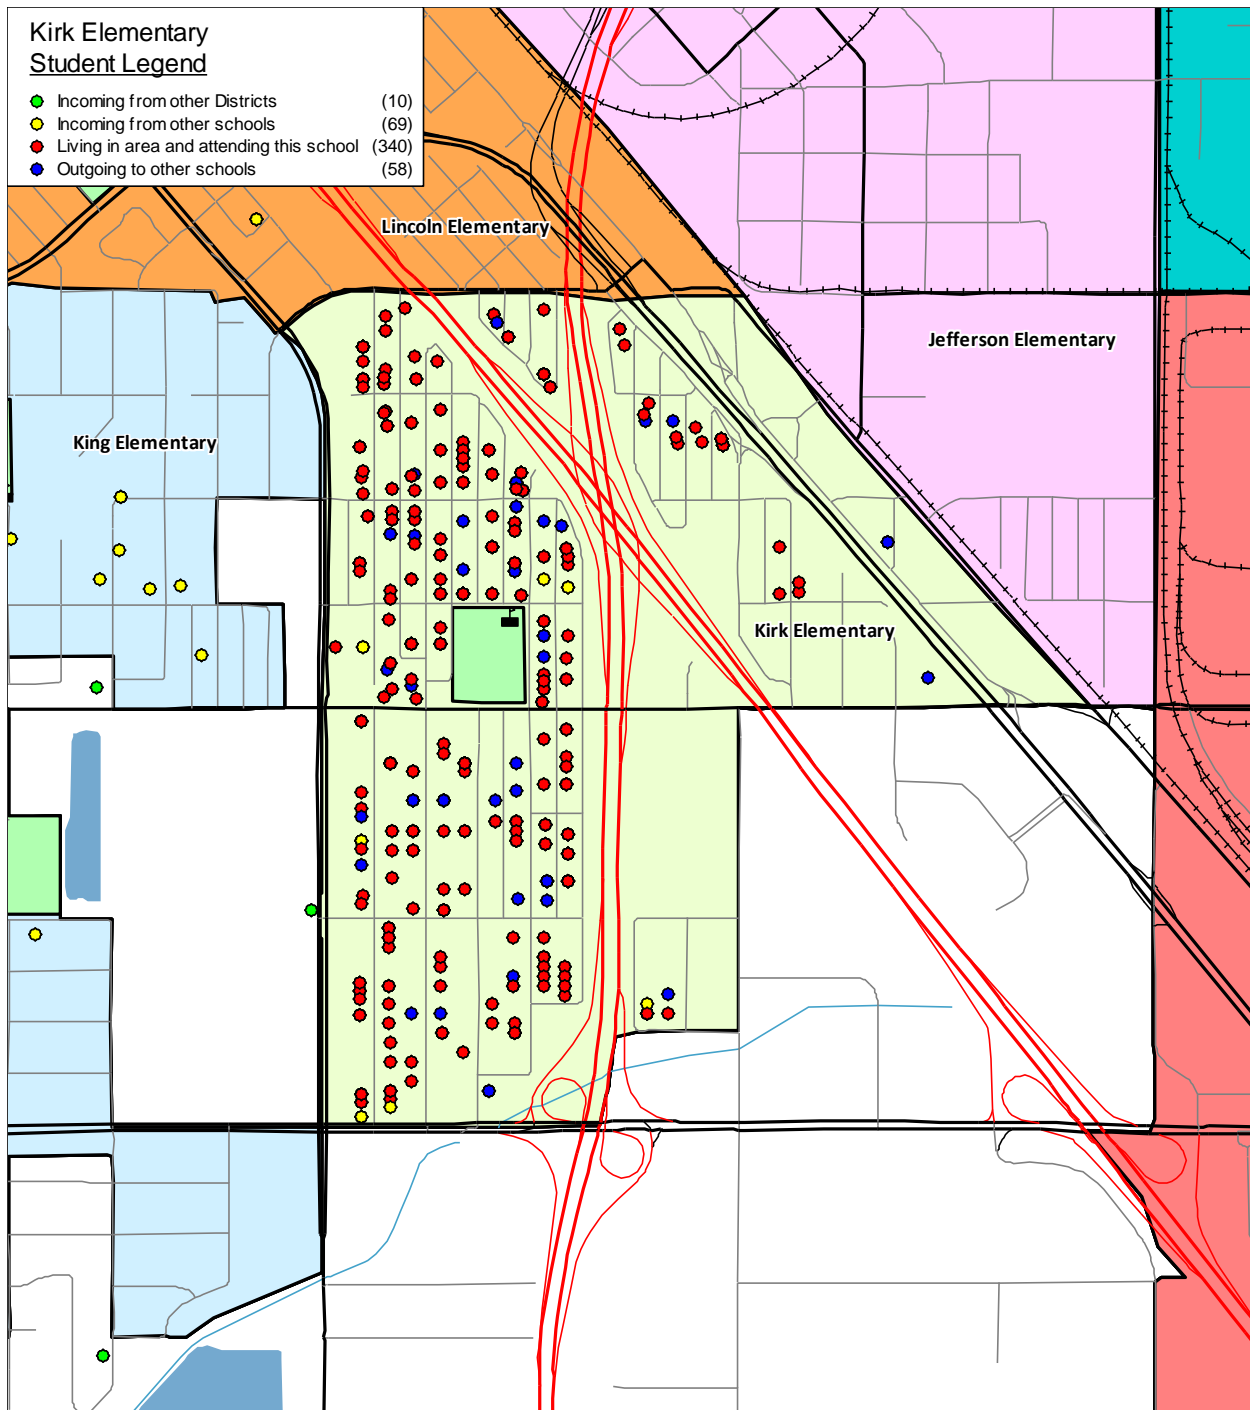 Kirk Elementary
Student Legend
Incoming from other Districts (10)
Incoming from other schools (69)
Living in area and attending this school (340)
Outgoing to other schools (58)
Lincoln Elementary
Jefferson Elementary
King Elementary
Kirk Elementary